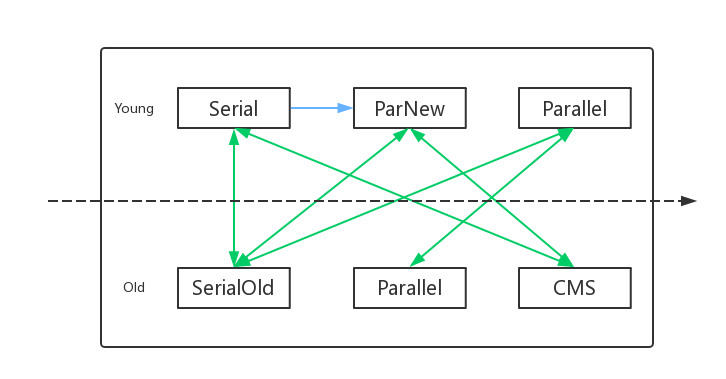 Young
Serial
ParNew
Parallel
Old
SerialOld
Parallel
CMS